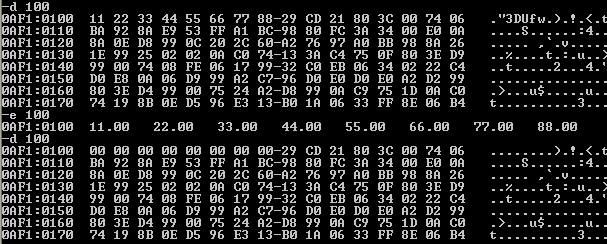 -d 100
0AF1:0100 11 22 33 44 55 66 77 88-29 CD 21 80 3C 00 74 06 ."3DUfw.).!.<.t.
0AF1:0110 BA 92 8A E9 53 FF A1 BC-98 80 FC 3A 34 00 E0 0A ....S......:4...
0AF1:0120 8A 0E D8 99 0C 20 2C 60-A2 76 97 A0 BB 98 8A 26 ..... ,`.v.....&
0AF1:0130 1E 99 25 02 02 0A C0 74-13 3A C4 75 0F 80 3E D9 ..%....t.:.u..>.
0AF1:0140 99 00 74 08 FE 06 17 99-32 C0 EB 06 34 02 22 C4 ..t.....2...4.".
0AF1:0150 D0 E8 0A 06 D9 99 A2 C7-96 D0 E0 D0 E0 A2 D2 99 ................
0AF1:0160 80 3E D4 99 00 75 24 A2-D8 99 0A C9 75 1D 0A C0 .>...u$.....u...
0AF1:0170 74 19 8B 0E D5 96 E3 13-B0 1A 06 33 FF 8E 06 B4 t..........3....
-e 100
0AF1:0100 11.00 22.00 33.00 44.00 55.00 66.00 77.00 88.00
-d 100
0AF1:0100 00 00 00 00 00 00 00 00-29 CD 21 80 3C 00 74 06 ........).!.<.t.
0AF1:0110 BA 92 8A E9 53 FF A1 BC-98 80 FC 3A 34 00 E0 0A ....S......:4...
0AF1:0120 8A 0E D8 99 0C 20 2C 60-A2 76 97 A0 BB 98 8A 26 ..... ,`.v.....&
0AF1:0130 1E 99 25 02 02 0A C0 74-13 3A C4 75 0F 80 3E D9 ..%....t.:.u..>.
0AF1:0140 99 00 74 08 FE 06 17 99-32 C0 EB 06 34 02 22 C4 ..t.....2...4.".
0AF1:0150 D0 E8 0A 06 D9 99 A2 C7-96 D0 E0 D0 E0 A2 D2 99 ................
0AF1:0160 80 3E D4 99 00 75 24 A2-D8 99 0A C9 75 1D 0A C0 .>...u$.....u...
0AF1:0170 74 19 8B 0E D5 96 E3 13-B0 1A 06 33 FF 8E 06 B4 t..........3....